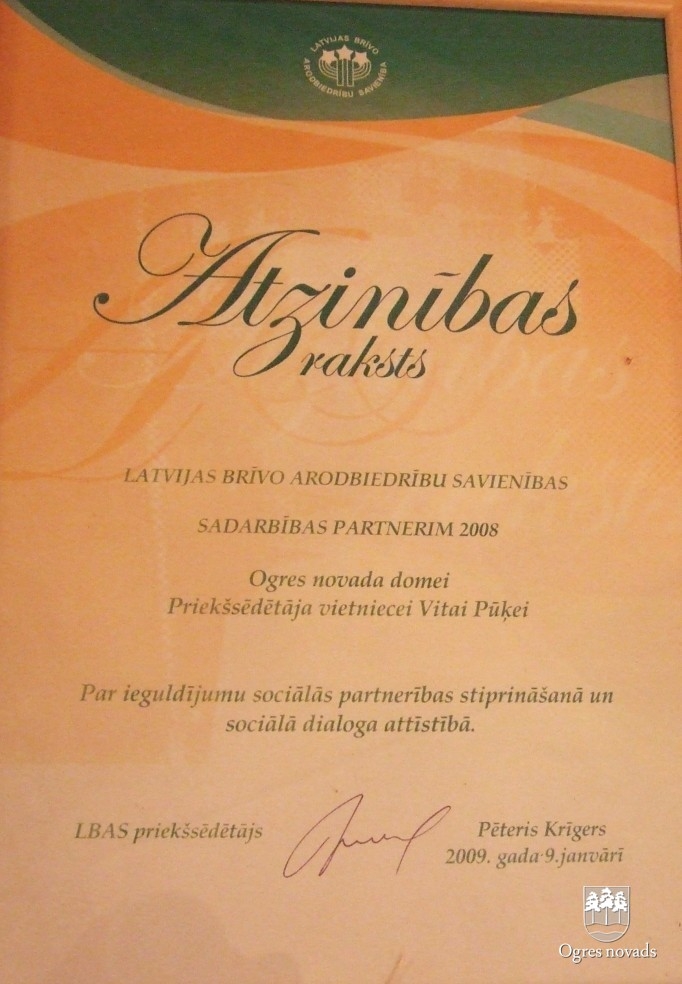 LATVIJAS BRĪVO
ARODBIEDRĪBU SAVIENĪBA
Atzinības
raksts
LATVIJAS BRĪVO ARODBIEDRĪBU SAVIENĪBAS
SADARBĪBAS PARTNERIM 2008
Ogres novada domei
Priekšsēdētāja vietniecei Vitai Pūķei
Par ieguldījumu sociālās partnerības stiprināšanā un
sociālā dialoga attīstībā.
LBAS priekšsēdētājs
Pēteris Krīgers
2009. gada 9.janvārī
Ogres novads